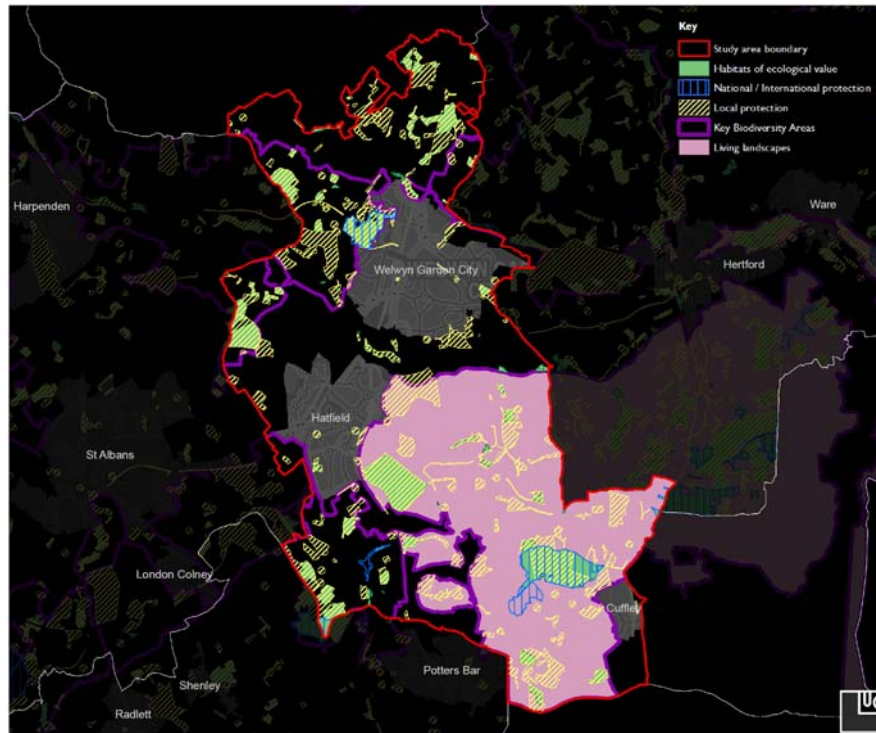 Key
Study area boundary
Habitats of ecological value
National / International protection
Local protection
Key Biodiversity Areas
Living landscapes
Harpenden
Ware
Hertford
Welwyn Garden City
Hatfield
St Albans
London Colney
Cuffley
Potters Bar
Shenley
Radlett